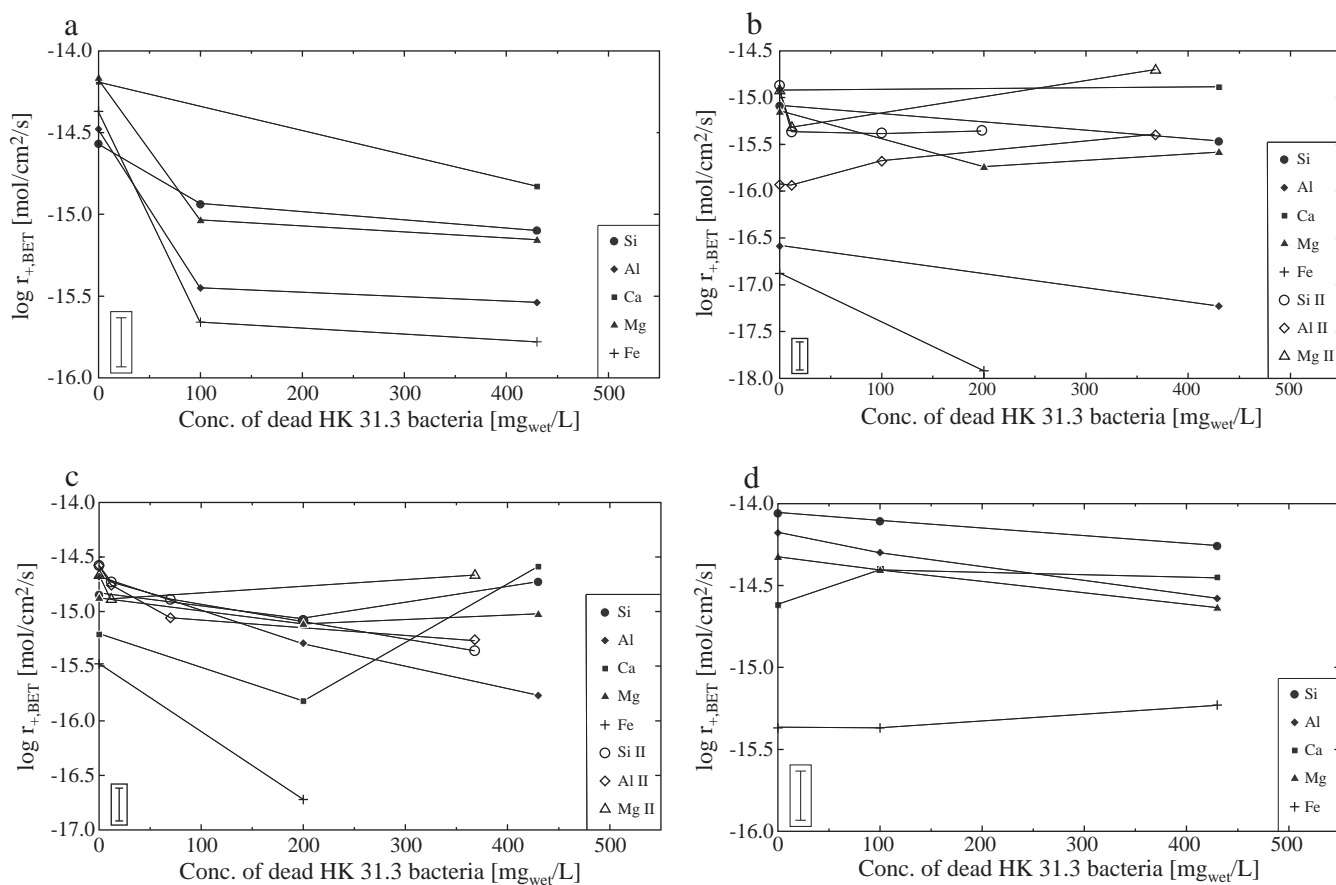 a
-14.0
-14.5
-15.0
-15.5
-16.0
log r+,BET [mol/cm2/s]
0 100 200 300 400 500
Conc. of dead HK 31.3 bacteria [mgwet/L]
Si
Al
Ca
Mg
Fe
b
-14.5
-15.0
-15.5
-16.0
-16.5
-17.0
-17.5
-18.0
log r+,BET [mol/cm2/s]
0 100 200 300 400 500
Conc. of dead HK 31.3 bacteria [mgwet/L]
Si
Al
Ca
Mg
Fe
Si II
Al II
Mg II
c
-14.0
-14.5
-15.0
-15.5
-16.0
-16.5
-17.0
log r+,BET [mol/cm2/s]
0 100 200 300 400 500
Conc. of dead HK 31.3 bacteria [mgwet/L]
Si
Al
Ca
Mg
Fe
Si II
Al II
Mg II
d
-14.0
-14.5
-15.0
-15.5
-16.0
log r+,BET [mol/cm2/s]
0 100 200 300 400 500
Conc. of dead HK 31.3 bacteria [mgwet/L]
Si
Al
Ca
Mg
Fe